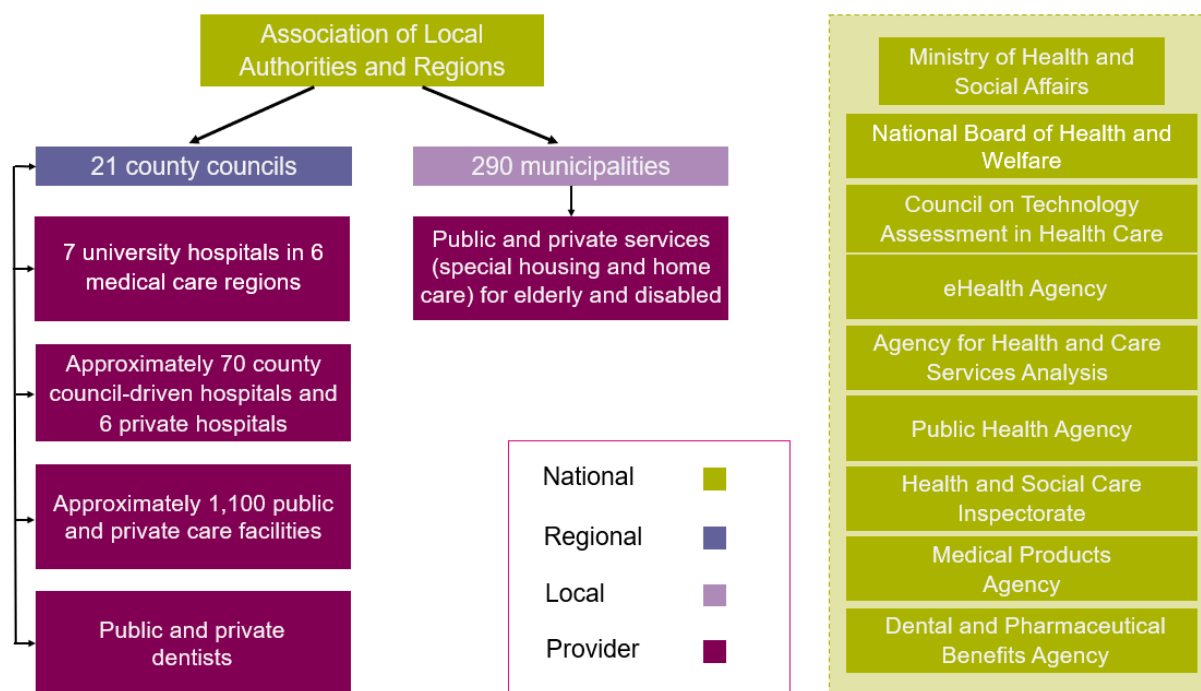 Association of Local
Authorities and Regions
21 county councils
290 municipalities
7 university hospitals in 6
medical care regions
Public and private services
(special housing and home
care) for elderly and disabled
Approximately 70 county
council-driven hospitals and
6 private hospitals
Approximately 1,100 public
and private care facilities
Public and private
dentists
National
Regional
Local
Provider
Ministry of Health and
Social Affairs
National Board of Health and
Welfare
Council on Technology
Assessment in Health Care
eHealth Agency
Agency for Health and Care
Services Analysis
Public Health Agency
Health and Social Care
Inspectorate
Medical Products
Agency
Dental and Pharmaceutical
Benefits Agency